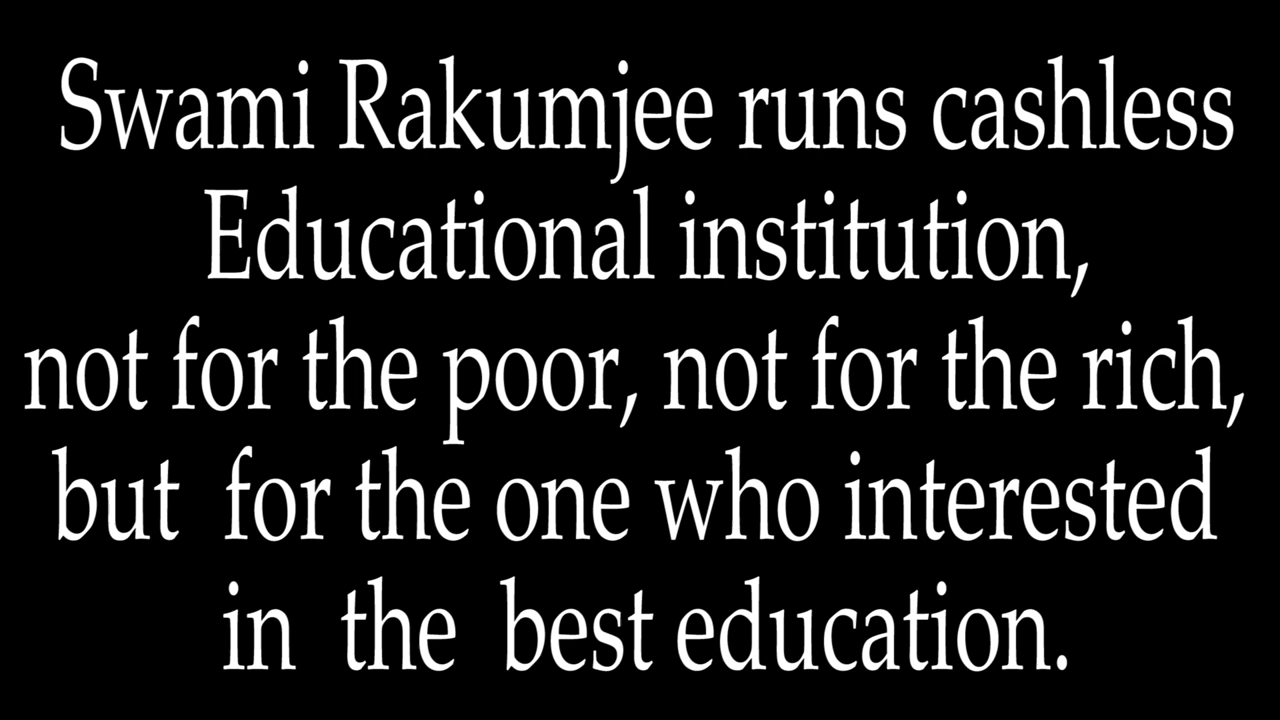 Swami Rakumjee runs cashless
Educational institution,
not for the poor, not for the rich,
but for the one who interested
in the best education.